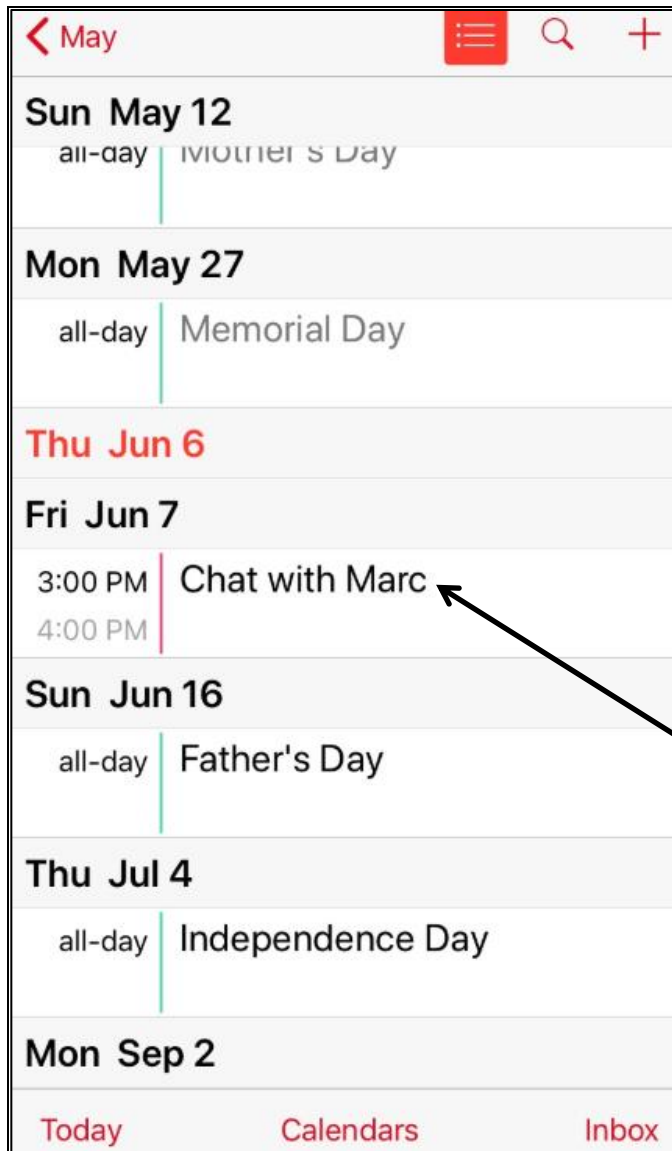 May
Sun May 12
all-day Mother's Day
Mon May 27
all-day Memorial Day
Thu Jun 6
Fri Jun 7
3:00 PM Chat with Marc
4:00 PM
Sun Jun 16
all-day Father's Day
Thu Jul 4
all-day Independence Day
Mon Sep 2
Today Calendars Inbox